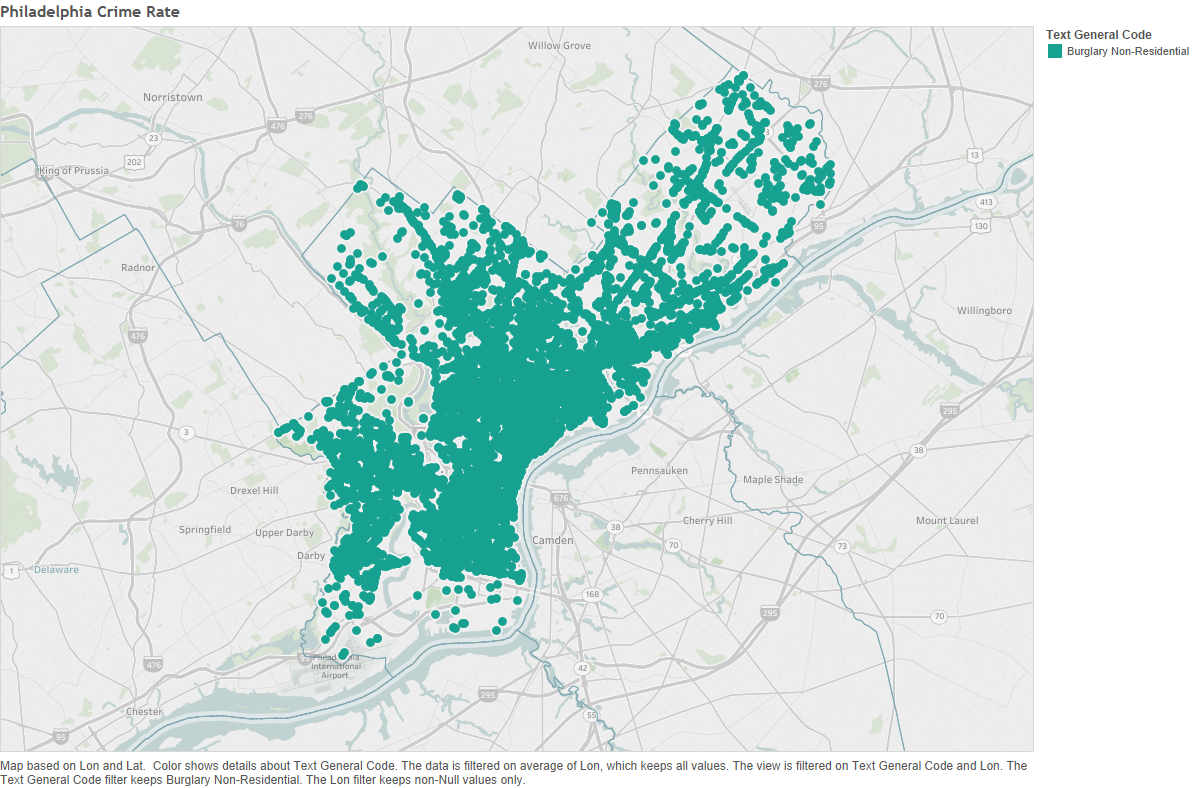 Philadelphia Crime Rate
Text General Code
Burglary Non-Residential
Willow Grove
276
Norristown
276
476
23
3
13
202
King of Prussia
413
76
95
130
Radnor
Willingboro
476
295
3
38
Pennsauken
Maple Shade
Drexel Hill
676
Springfield
Upper Darby
38
Cherry Hill
Mount Laurel
Camden
70
73
Darby
1
Delaware
168
295
70
95
476
Philadelphia
International
Airport
42
295
Chester
55
95
Map based on Lon and Lat.  Color shows details about Text General Code. The data is filtered on average of Lon, which keeps all values. The view is filtered on Text General Code and Lon. The
Text General Code filter keeps Burglary Non-Residential. The Lon filter keeps non-Null values only.